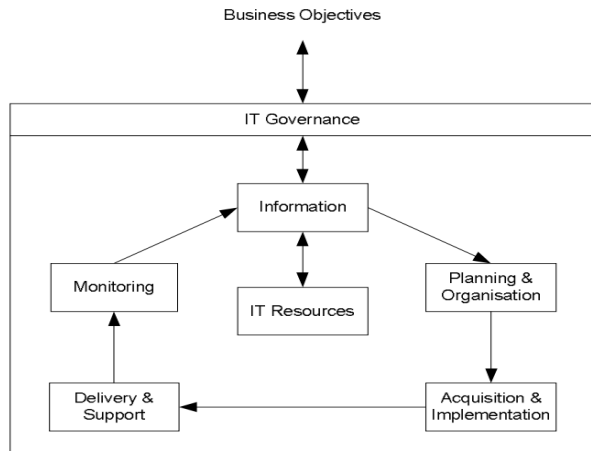 Business Objectives
IT Governance
Information
Monitoring
IT Resources
Planning &
Organisation
Delivery &
Support
Acquisition &
Implementation